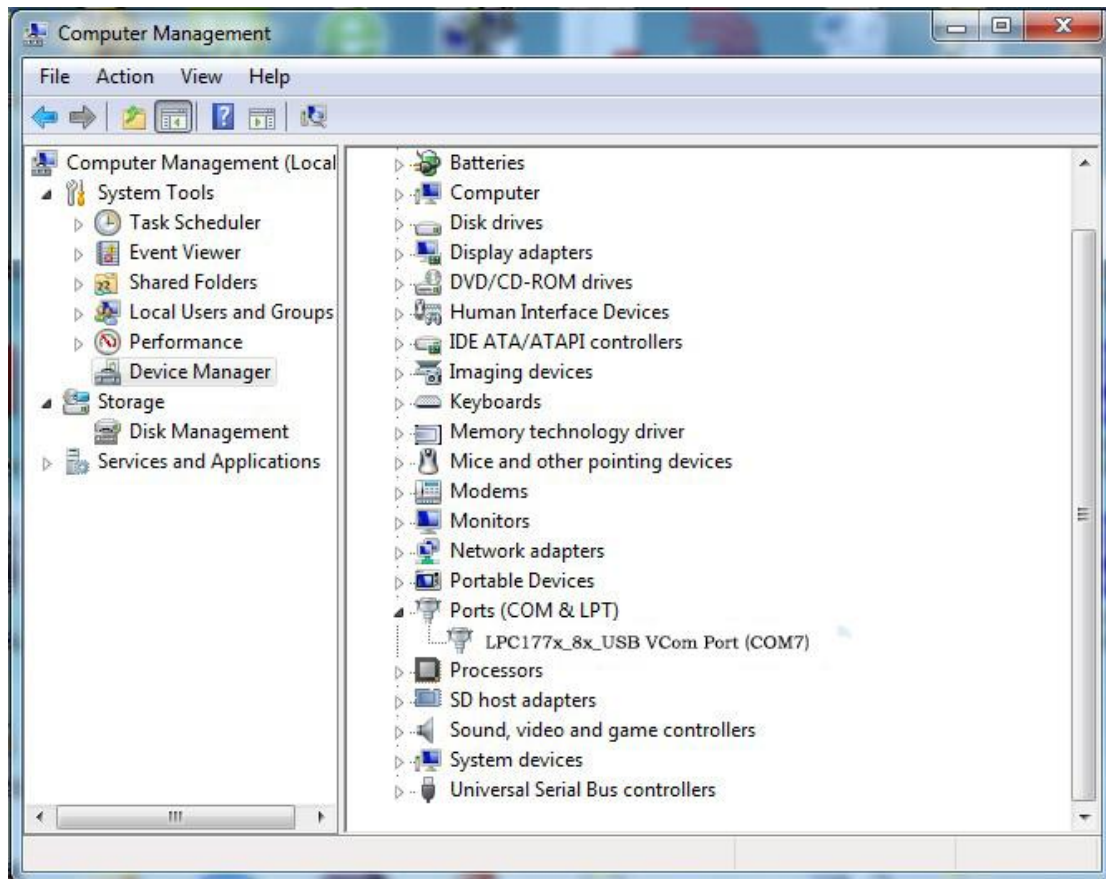 Computer Management
File Action View Help
Computer Management (Local
System Tools
Task Scheduler
Event Viewer
Shared Folders
Local Users and Groups
Performance
Device Manager
Storage
Disk Management
Services and Applications
Batteries
Computer
Disk drives
Display adapters
DVD/CD-ROM drives
Human Interface Devices
IDE ATA/ATAPI controllers
Imaging devices
Keyboards
Memory technology driver
Mice and other pointing devices
Modems
Monitors
Network adapters
Portable Devices
Ports (COM & LPT)
LPC177x_8x_USB VCom Port (COM7)
Processors
SD host adapters
Sound, video and game controllers
System devices
Universal Serial Bus controllers